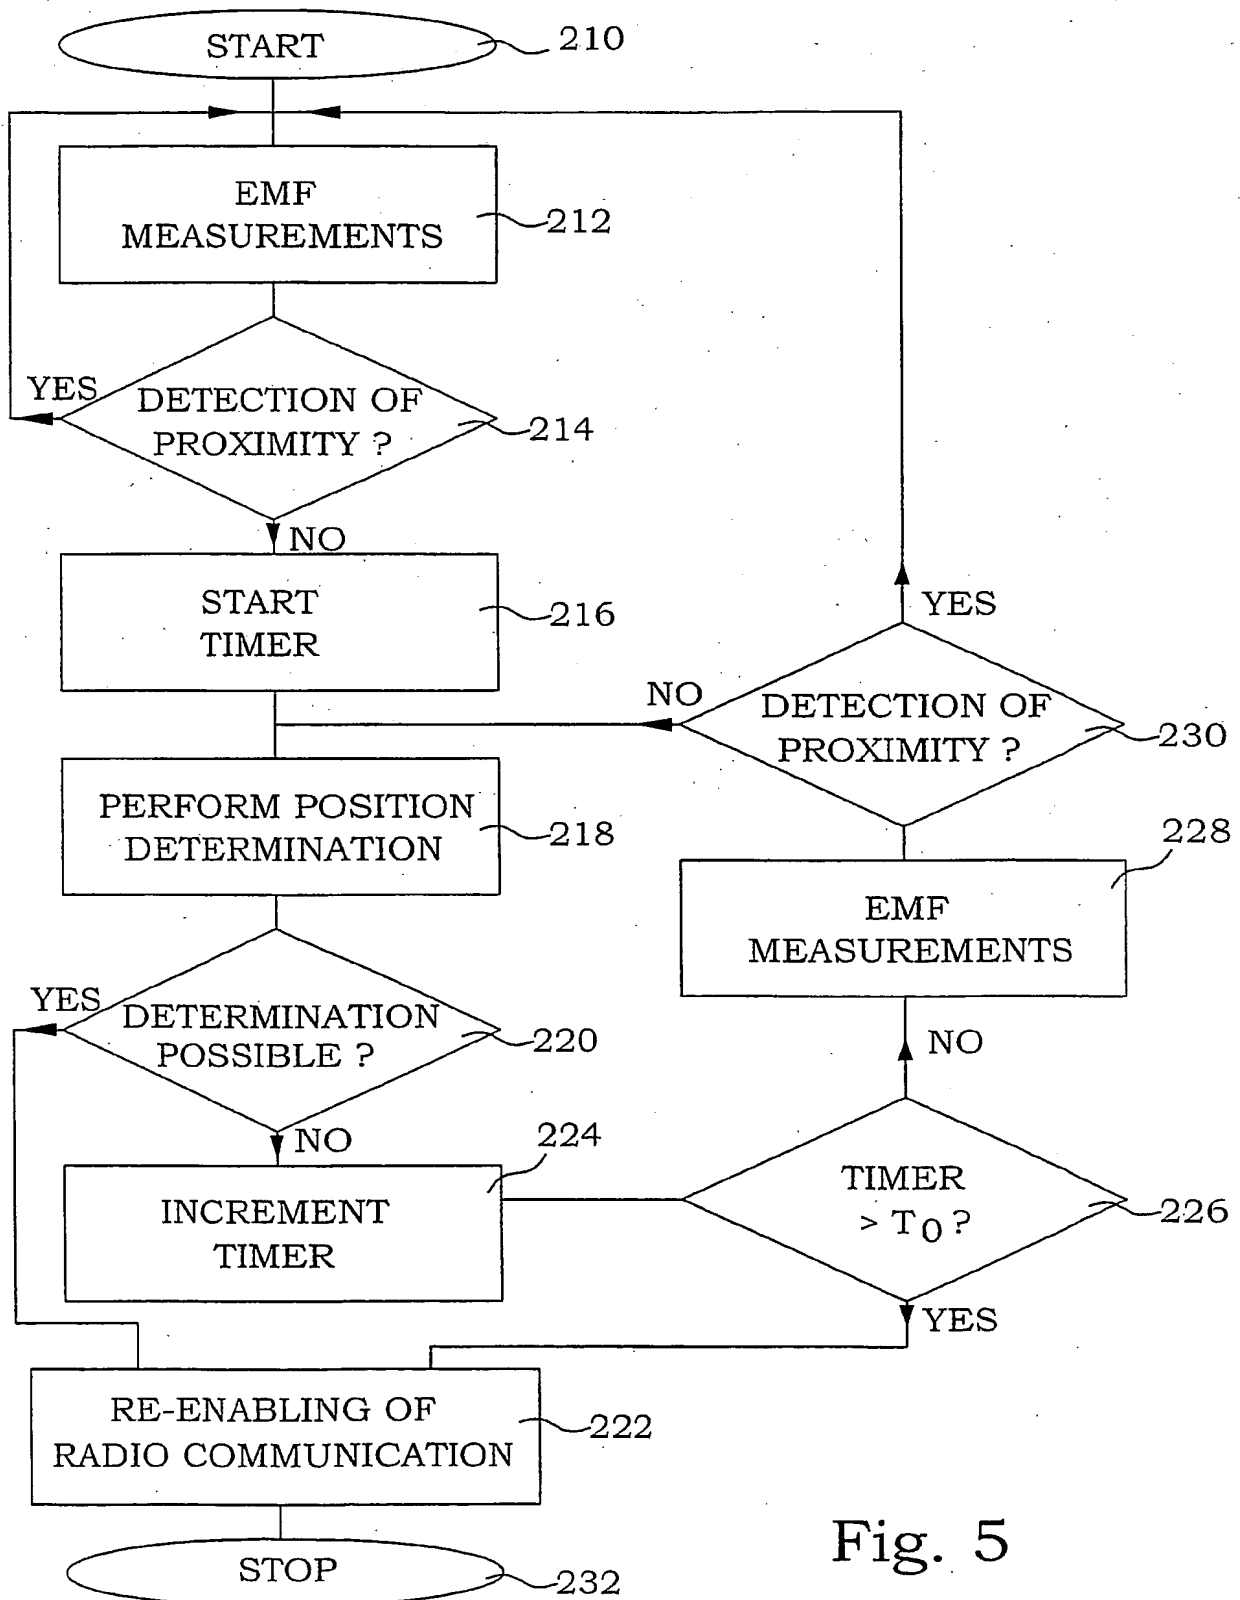 START
210
EMF
MEASUREMENTS
212
YES
DETECTION OF
PROXIMITY ?
214
NO
START
TIMER
216
YES
NO
DETECTION OF
PROXIMITY ?
230
PERFORM POSITION
DETERMINATION
218
228
EMF
MEASUREMENTS
YES
DETERMINATION
POSSIBLE ?
220
NO
NO
224
INCREMENT
TIMER
TIMER
> T0 ?
226
YES
RE-ENABLING OF
RADIO COMMUNICATION
222
STOP
232
Fig. 5